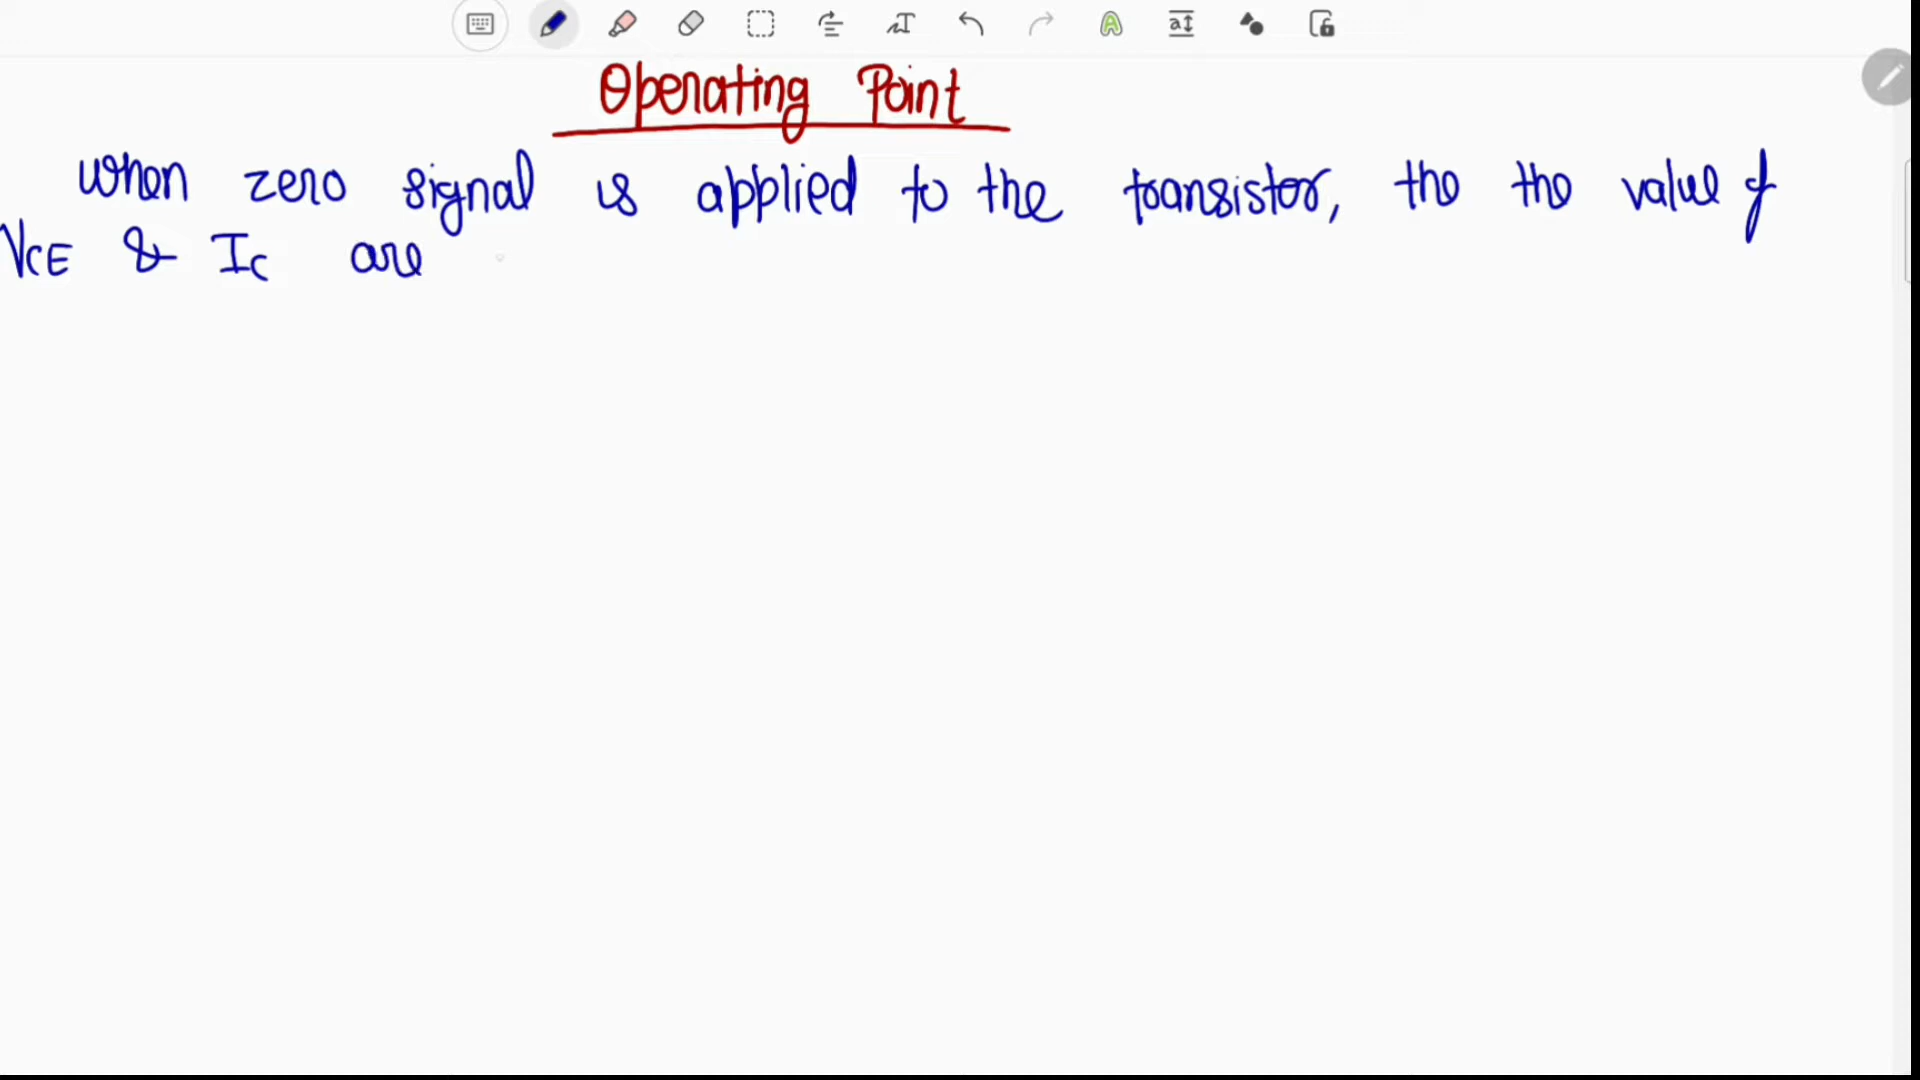 Operating Point
when zero signal is applied to the transistor, the the value of
VCE & IC are